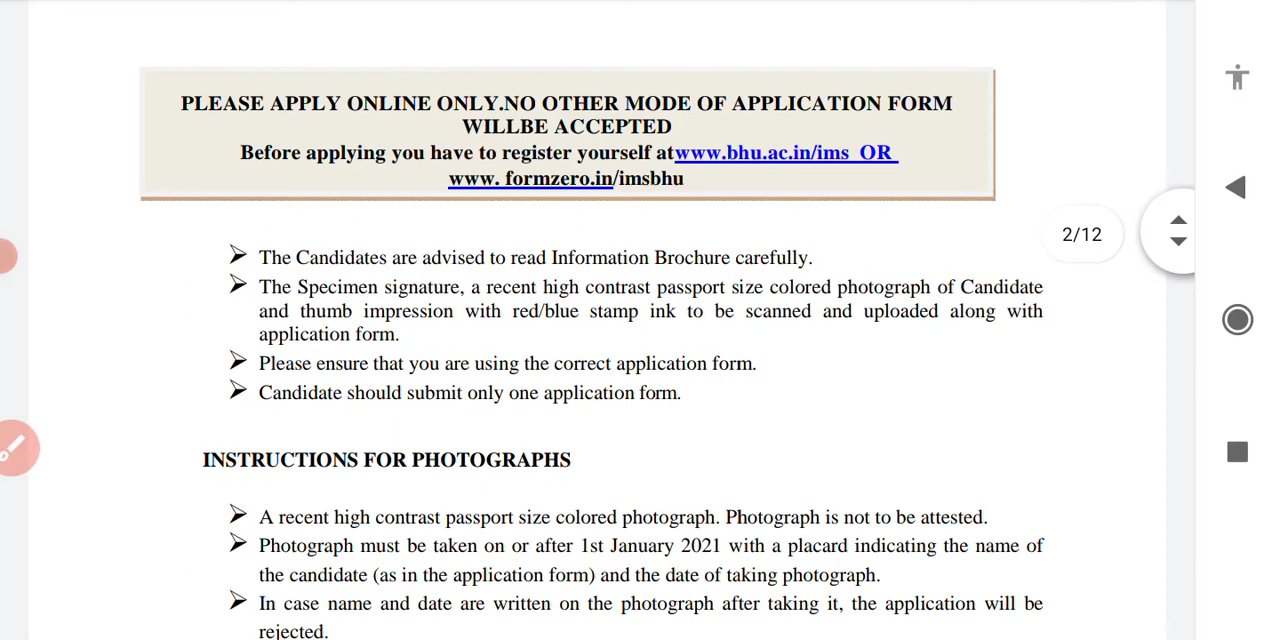 PLEASE APPLY ONLINE ONLY.NO OTHER MODE OF APPLICATION FORM
WILLBE ACCEPTED
Before applying you have to register yourself atwww.bhu.ac.in/ims OR
www. formzero.in/imsbhu
2/12
➢ The Candidates are advised to read Information Brochure carefully.
➢ The Specimen signature, a recent high contrast passport size colored photograph of Candidate
and thumb impression with red/blue stamp ink to be scanned and uploaded along with
application form.
➢ Please ensure that you are using the correct application form.
➢ Candidate should submit only one application form.
INSTRUCTIONS FOR PHOTOGRAPHS
➢ A recent high contrast passport size colored photograph. Photograph is not to be attested.
➢ Photograph must be taken on or after 1st January 2021 with a placard indicating the name of
the candidate (as in the application form) and the date of taking photograph.
➢ In case name and date are written on the photograph after taking it, the application will be
rejected.